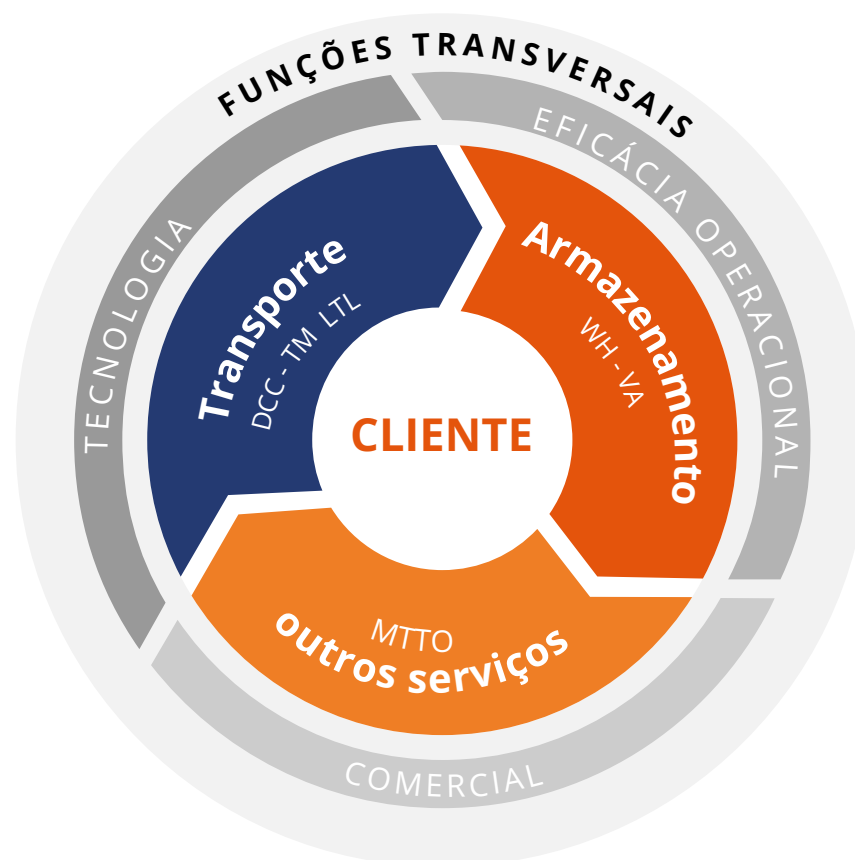 FUNÇÕES TRANSVERSAIS
TECNOLOGIA
EFICÁCIA OPERACIONAL
Transporte
DCC - TM LTL
Armazenamento
WH - VA
CLIENTE
MTTO
outros serviços
COMERCIAL